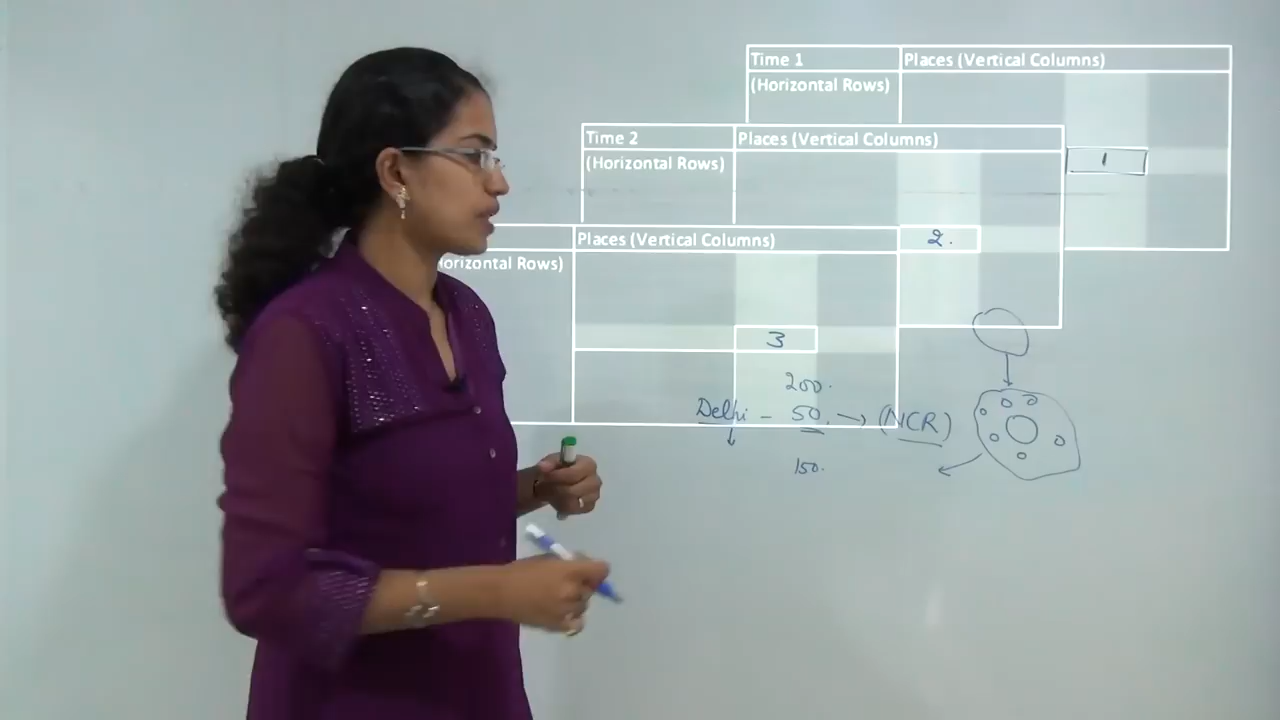 Time 1
Places (Vertical Columns)
(Horizontal Rows)
1
Time 2
Places (Vertical Columns)
(Horizontal Rows)
2.
Places (Vertical Columns)
orizontal Rows)
3
200.
Delhi - 50. → (NCR)
150.